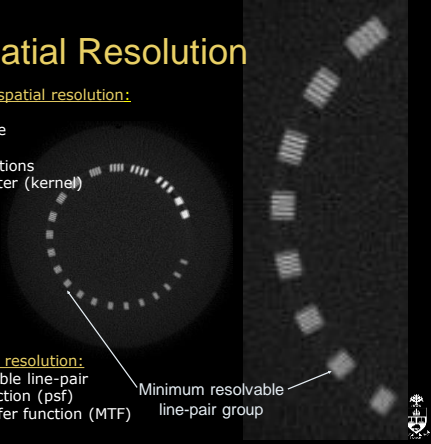 atial Resolution
spatial resolution:
e
tions
ter (kernel)
resolution:
ble line-pair
ction (psf)
fer function (MTF)
Minimum resolvable
line-pair group